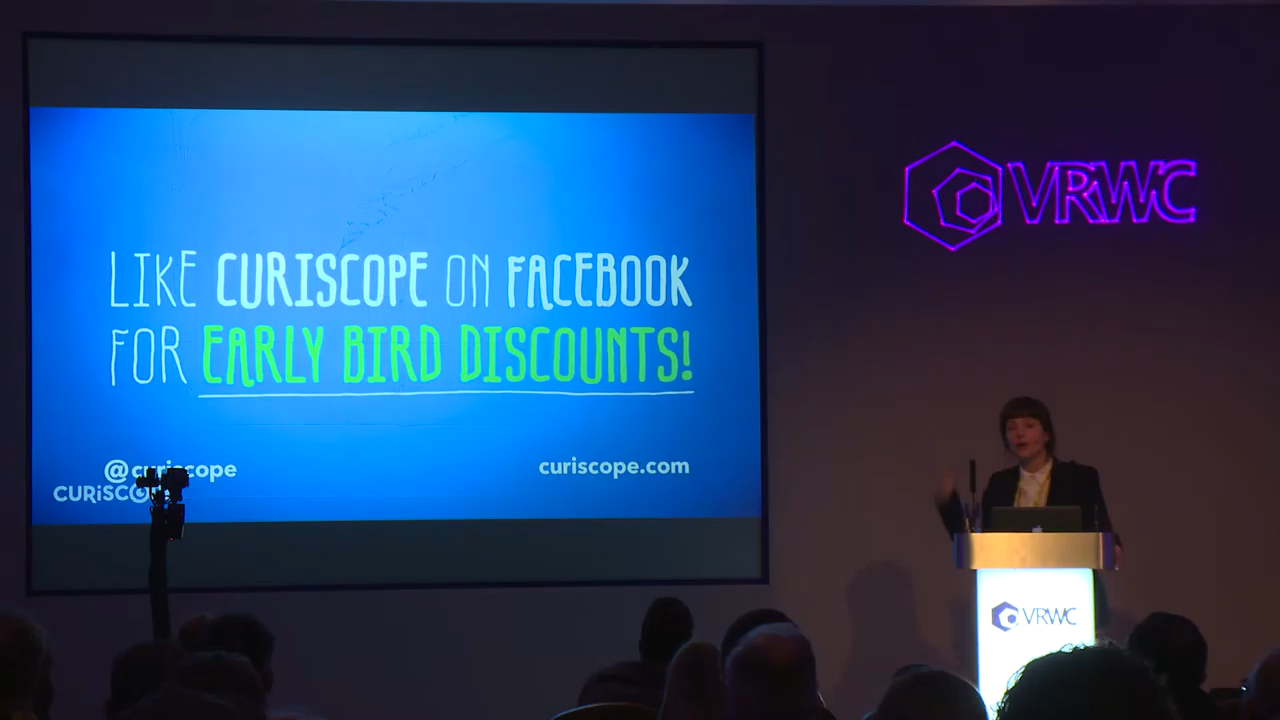 LIKE CURISCOPE ON FACEBOOK
FOR EARLY BIRD DISCOUNTS!
@curiscope
curiscope.com
VRWC
VRWC